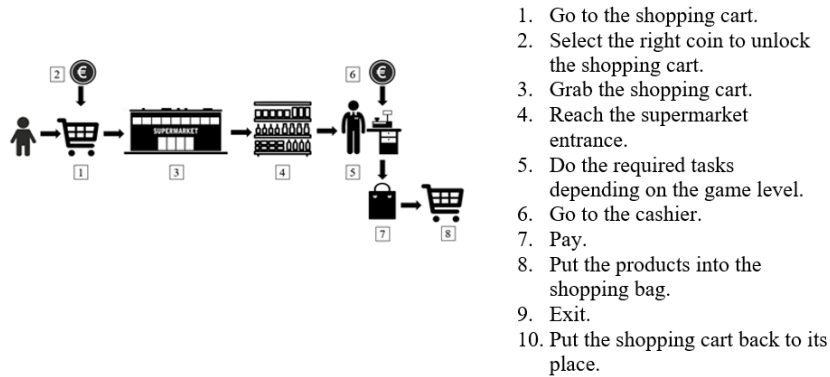 2 €
6 €
SUPERMARKET
1
3
4
5
7
8
1. Go to the shopping cart.
2. Select the right coin to unlock
the shopping cart.
3. Grab the shopping cart.
4. Reach the supermarket
entrance.
5. Do the required tasks
depending on the game level.
6. Go to the cashier.
7. Pay.
8. Put the products into the
shopping bag.
9. Exit.
10. Put the shopping cart back to its
place.